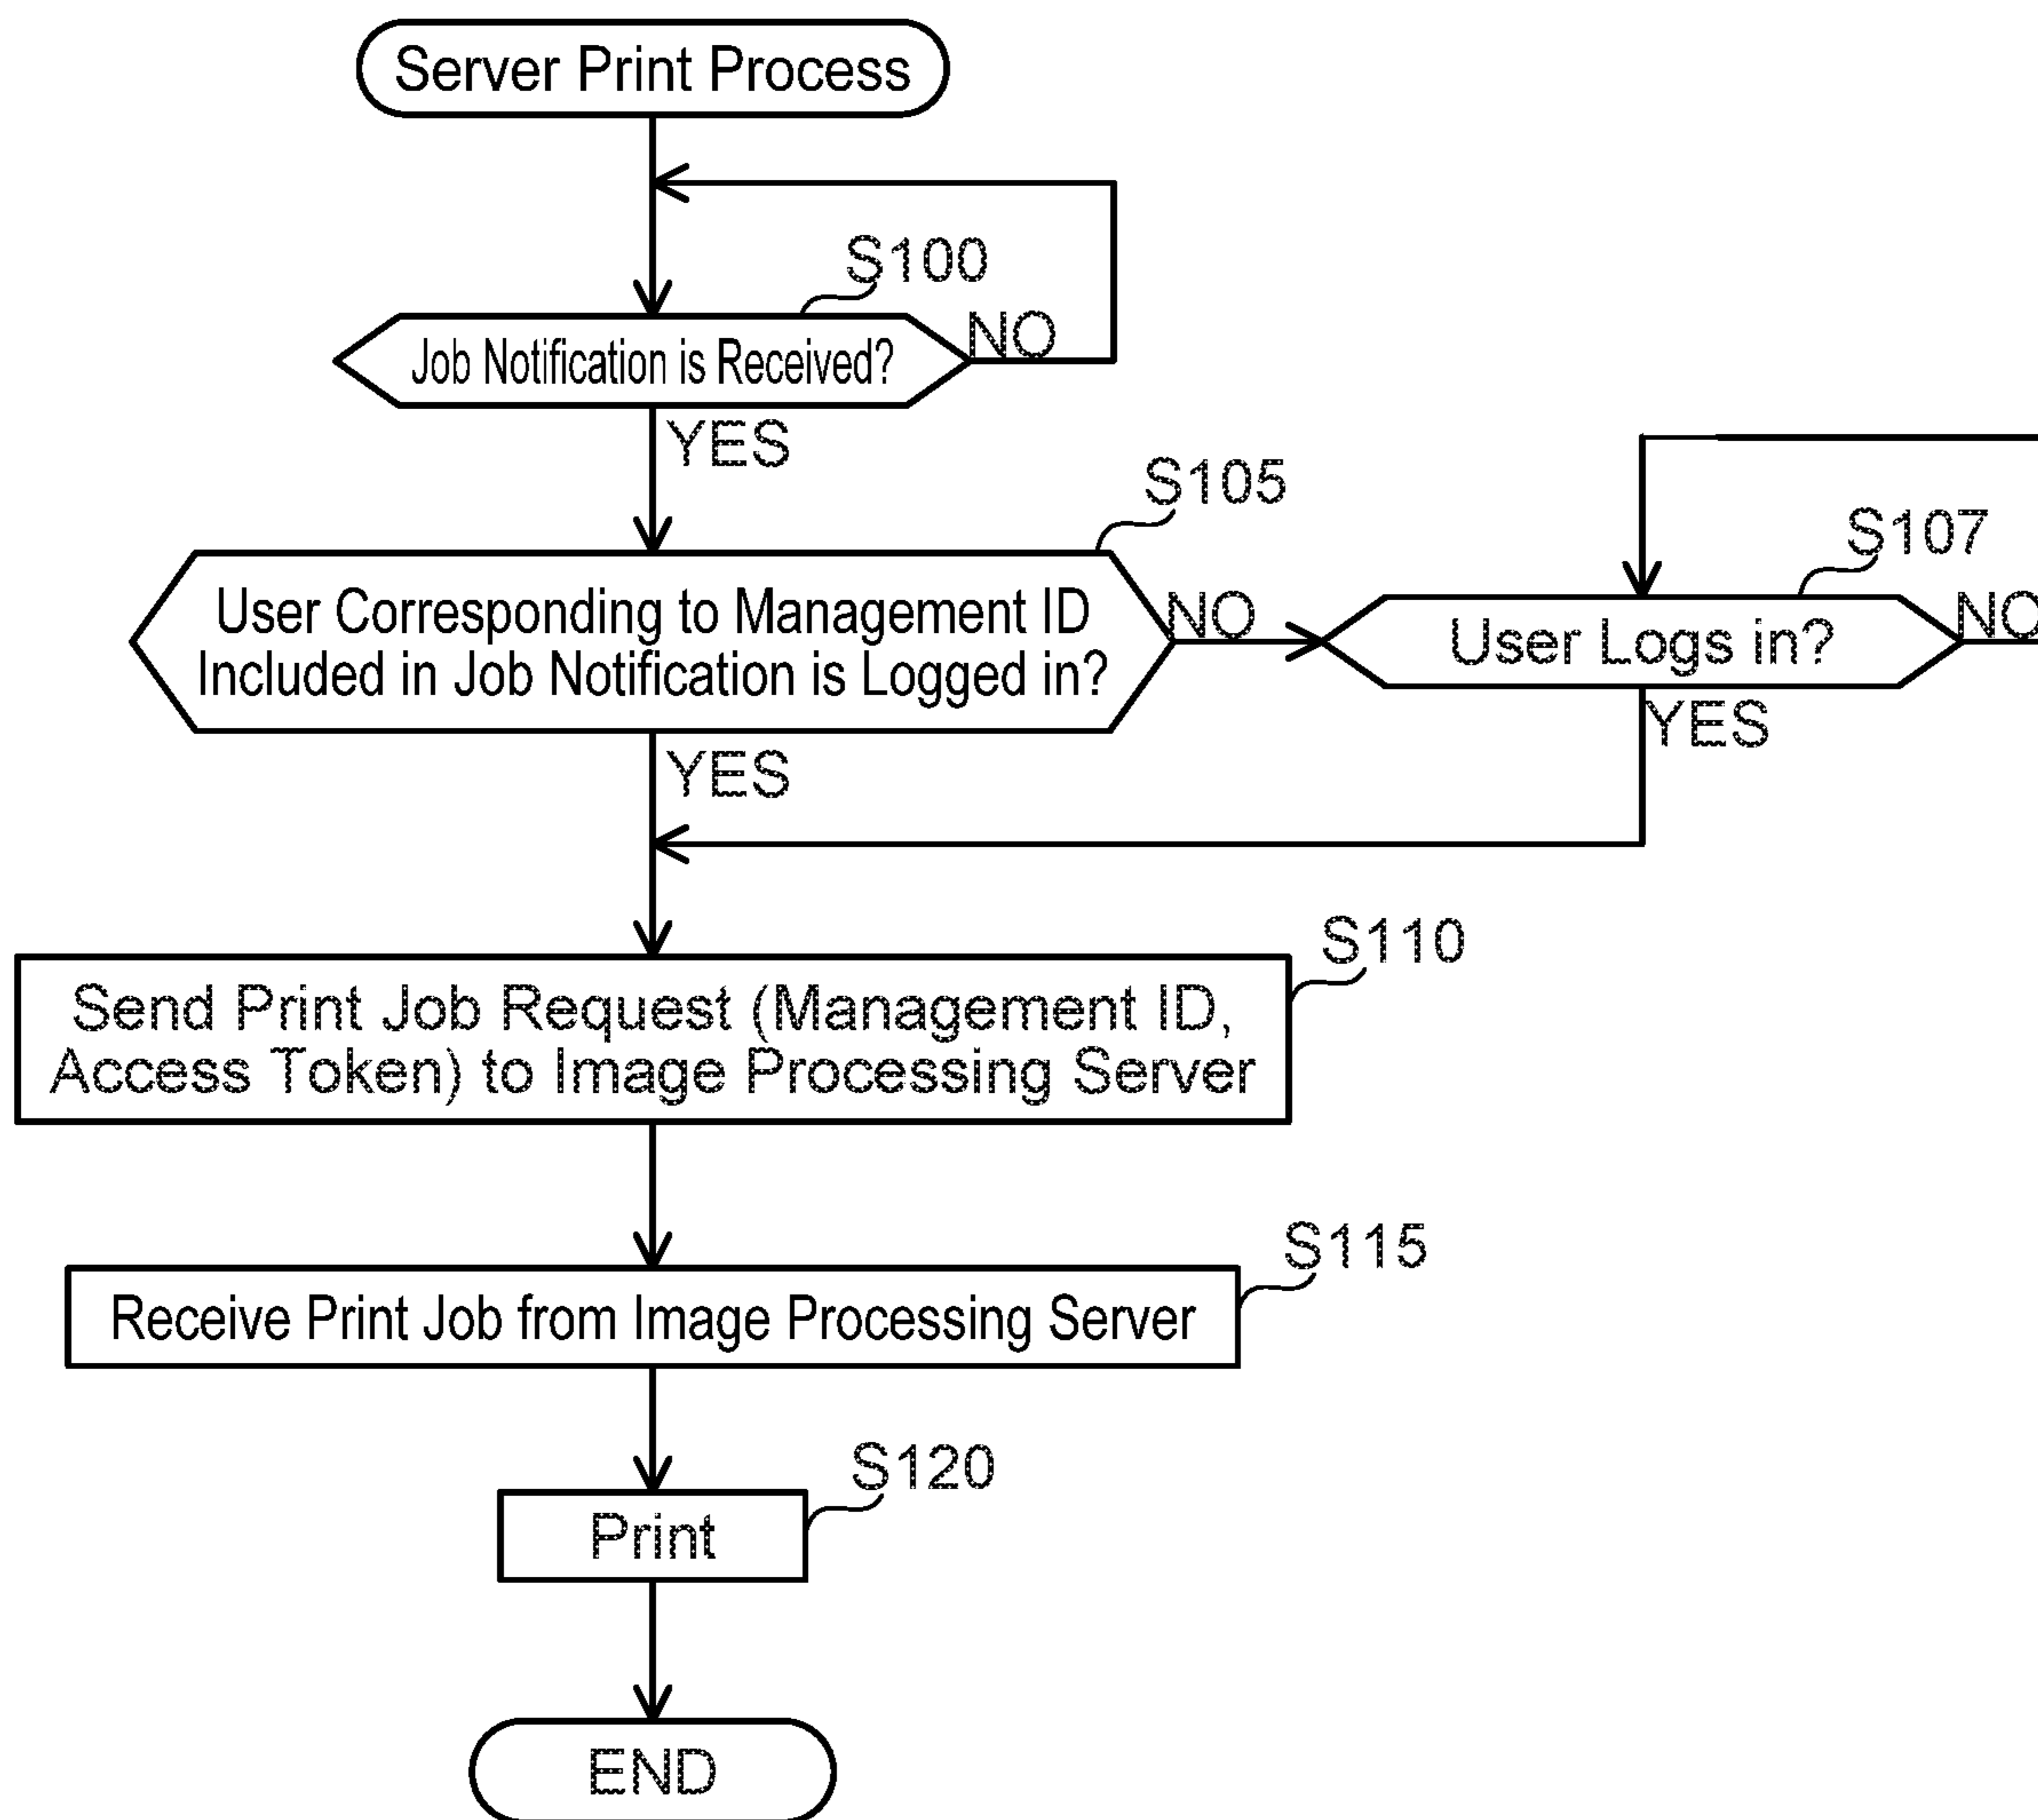 Server Print Process
S100
Job Notification is Received?
NO
YES
S105
User Corresponding to Management ID
Included in Job Notification is Logged in?
NO
S107
User Logs in?
NO
YES
YES
S110
Send Print Job Request (Management ID,
Access Token) to Image Processing Server
S115
Receive Print Job from Image Processing Server
S120
Print
END